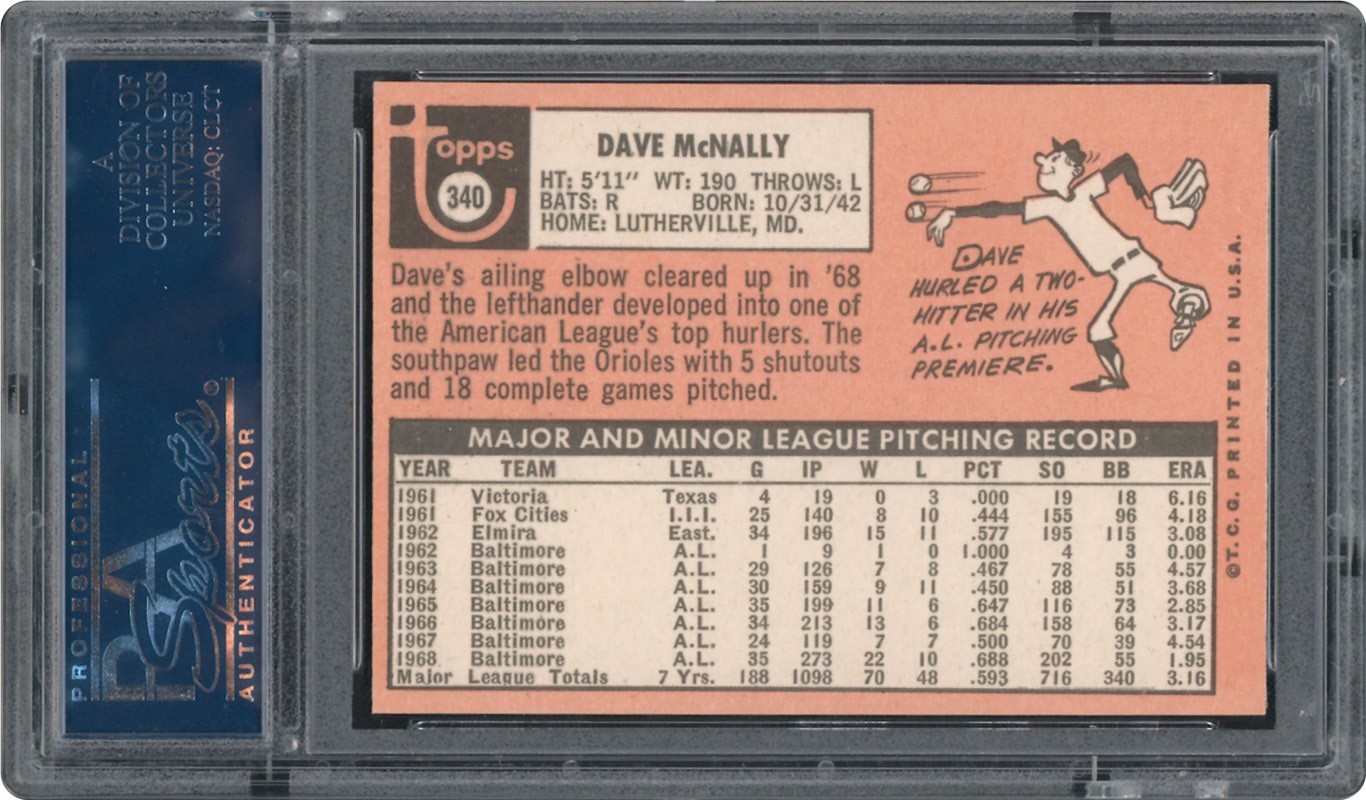 A
DIVISION OF
COLLECTORS
UNIVERSE
NASDAQ: CLCT
PROFESSIONAL
PSA
Sports
AUTHENTICATOR
topps
340
DAVE McNALLY
HT: 5'11" WT: 190 THROWS: L
BATS: R BORN: 10/31/42
HOME: LUTHERVILLE, MD.
Dave's ailing elbow cleared up in '68
and the lefthander developed into one of
the American League's top hurlers. The
southpaw led the Orioles with 5 shutouts
and 18 complete games pitched.
DAVE
HURLED A TWO-
HITTER IN HIS
A.L. PITCHING
PREMIERE.
MAJOR AND MINOR LEAGUE PITCHING RECORD
YEAR TEAM LEA. G IP W L PCT SO BB ERA
1961 Victoria Texas 4 19 0 3 .000 19 18 6.16
1961 Fox Cities I.I.I. 25 140 8 10 .444 155 96 4.18
1962 Elmira East. 34 196 15 11 .577 195 115 3.08
1962 Baltimore A.L. 1 9 1 0 1.000 4 3 0.00
1963 Baltimore A.L. 29 126 7 8 .467 78 55 4.57
1964 Baltimore A.L. 30 159 9 11 .450 88 51 3.68
1965 Baltimore A.L. 35 199 11 6 .647 116 73 2.85
1966 Baltimore A.L. 34 213 13 6 .684 158 64 3.17
1967 Baltimore A.L. 24 119 7 7 .500 70 39 4.54
1968 Baltimore A.L. 35 273 22 10 .688 202 55 1.95
Major League Totals 7 Yrs. 188 1098 70 48 .593 716 340 3.16
©T.C.G. PRINTED IN U.S.A.